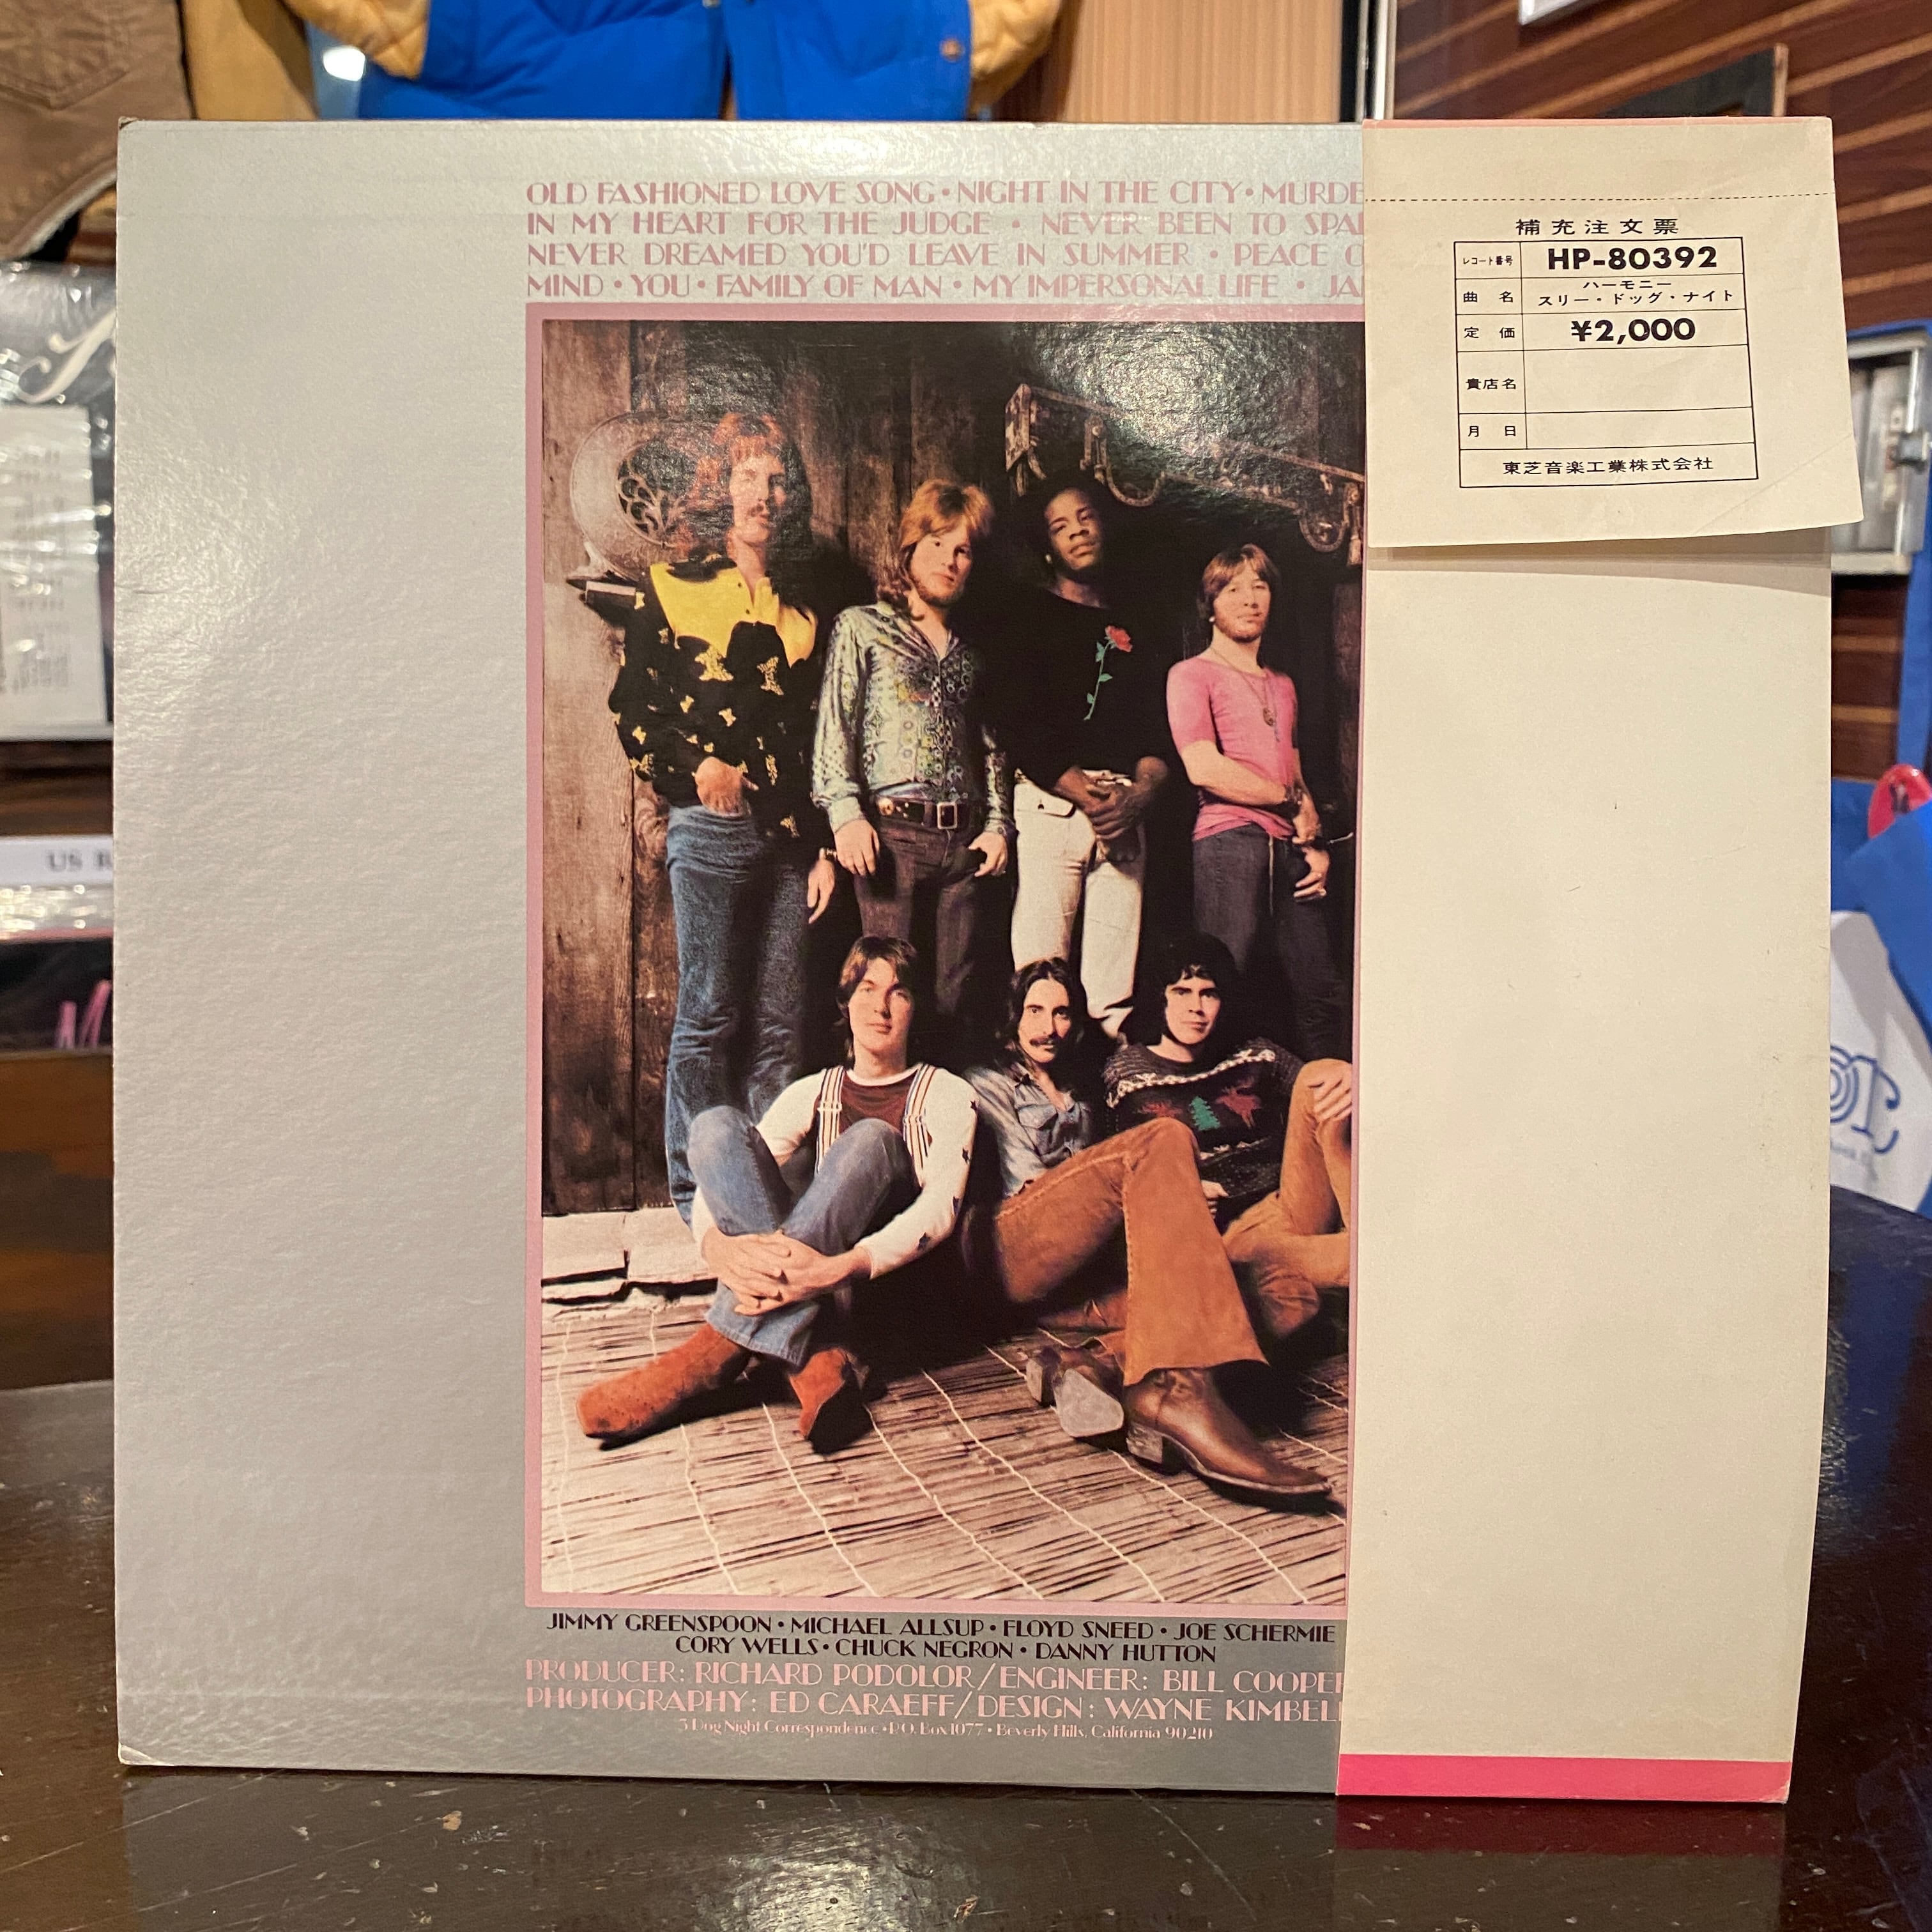 OLD FASHIONED LOVE SONG • NIGHT IN THE CITY • MURDE
IN MY HEART FOR THE JUDGE • NEVER BEEN TO SPA
NEVER DREAMED YOU'D LEAVE IN SUMMER • PEACE O
MIND • YOU • FAMILY OF MAN • MY IMPERSONAL LIFE • JA
補充注文票
レコード番号 HP-80392
曲名 ハーモニー
スリー・ドッグ・ナイト
定価 ¥2,000
貴店名
月日
東芝音楽工業株式会社
JIMMY GREENSPOON • MICHAEL ALLSUP • FLOYD SNEED • JOE SCHERMIE
CORY WELLS • CHUCK NEGRON • DANNY HUTTON
PRODUCER: RICHARD PODOLOR / ENGINEER: BILL COOPE
PHOTOGRAPHY: ED CARAEFF / DESIGN: WAYNE KIMBEL
3 Dog Night Correspondence • P.O. Box 1077 • Beverly Hills, California 90210
US